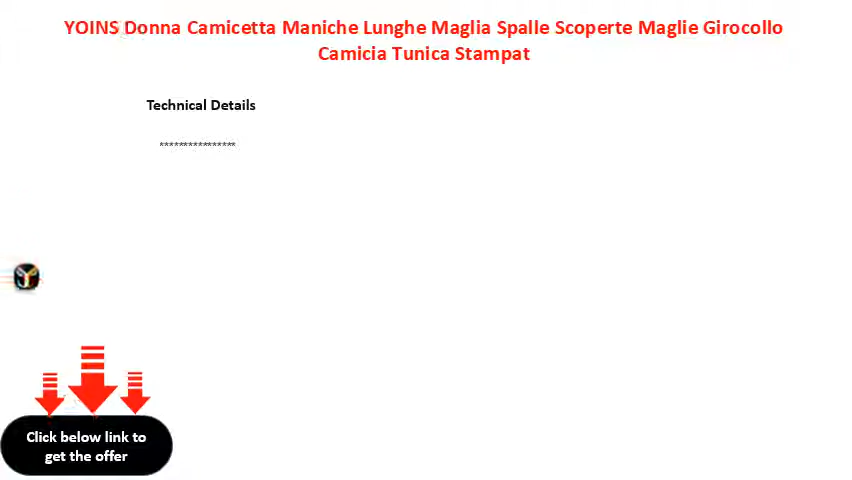 YOINS Donna Camicetta Maniche Lunghe Maglia Spalle Scoperte Maglie Girocollo
Camicia Tunica Stampat
Technical Details
****************
Click below link to
get the offer